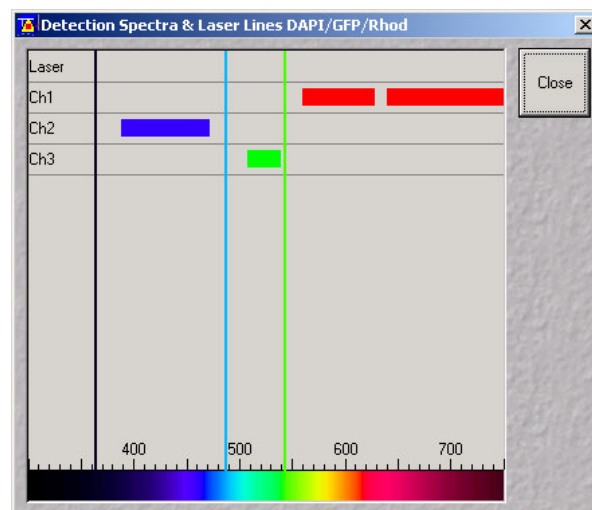 Detection Spectra & Laser Lines DAPI/GFP/Rhod
Close
Laser
Ch1
Ch2
Ch3
400 500 600 700